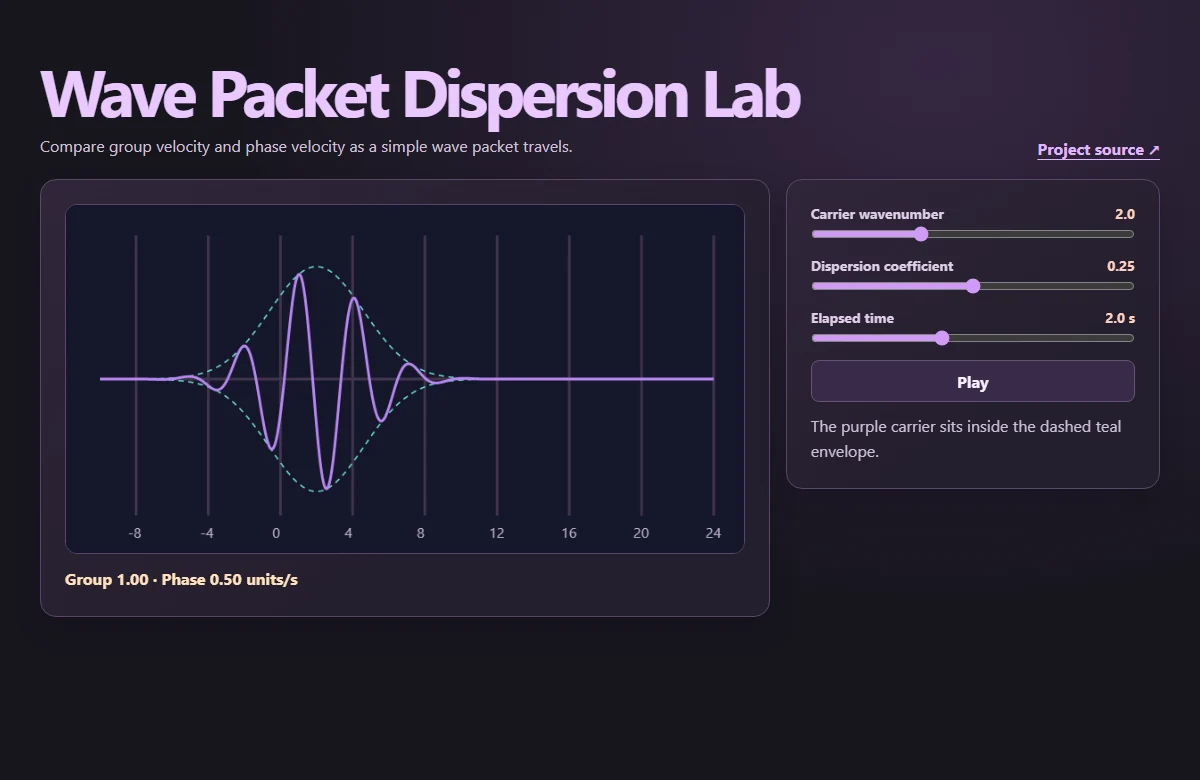 Wave Packet Dispersion Lab
Compare group velocity and phase velocity as a simple wave packet travels.
Project source ↗
-8 -4 0 4 8 12 16 20 24
Group 1.00 · Phase 0.50 units/s
Carrier wavenumber 2.0
Dispersion coefficient 0.25
Elapsed time 2.0 s
Play
The purple carrier sits inside the dashed teal
envelope.